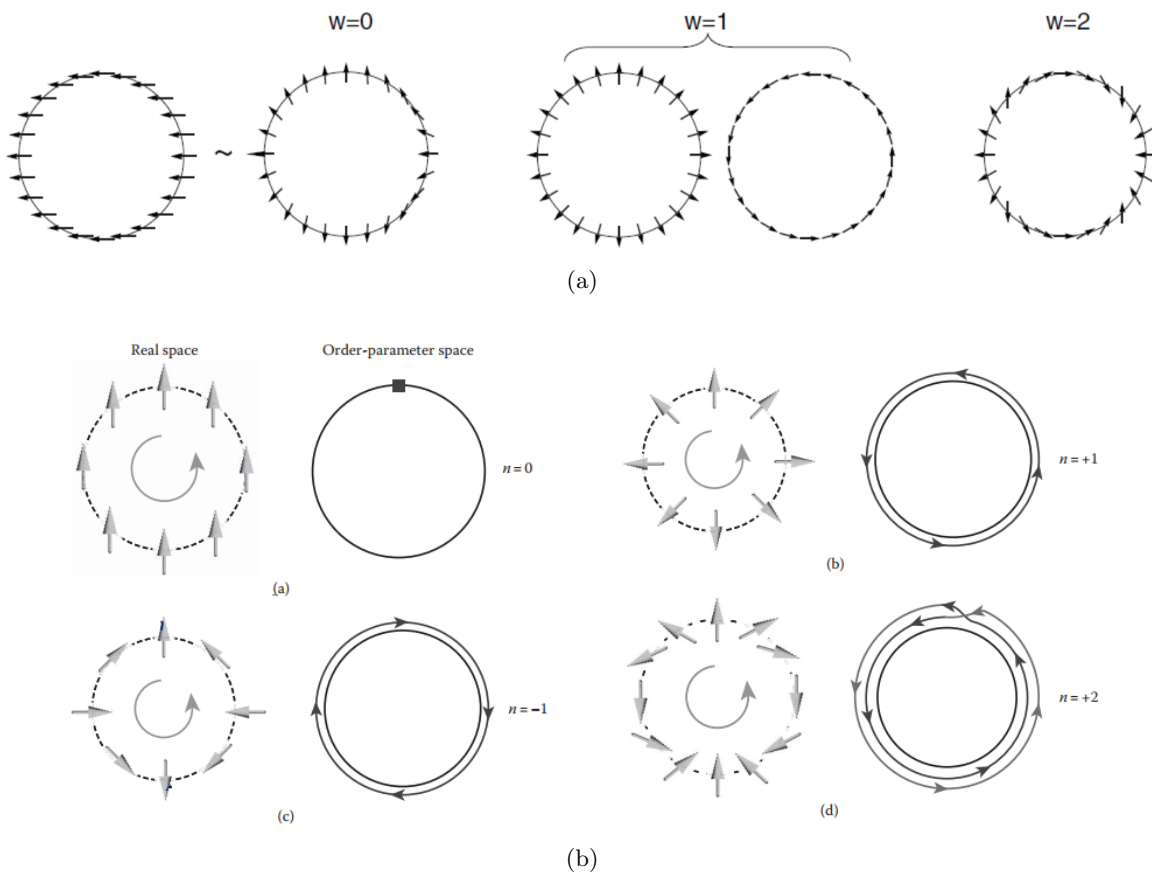 w=0
w=1
w=2
~
(a)
Real space
Order-parameter space
n = 0
(a)
n = +1
(b)
n = −1
(c)
n = +2
(d)
(b)